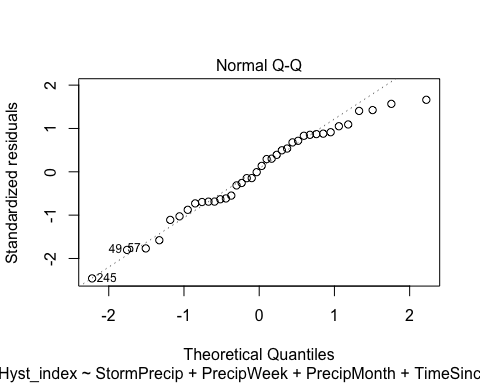 Normal Q-Q
Standardized residuals
2
1
0
-1
-2
49
57
245
-2 -1 0 1 2
Theoretical Quantiles
Hyst_index ~ StormPrecip + PrecipWeek + PrecipMonth + TimeSinc